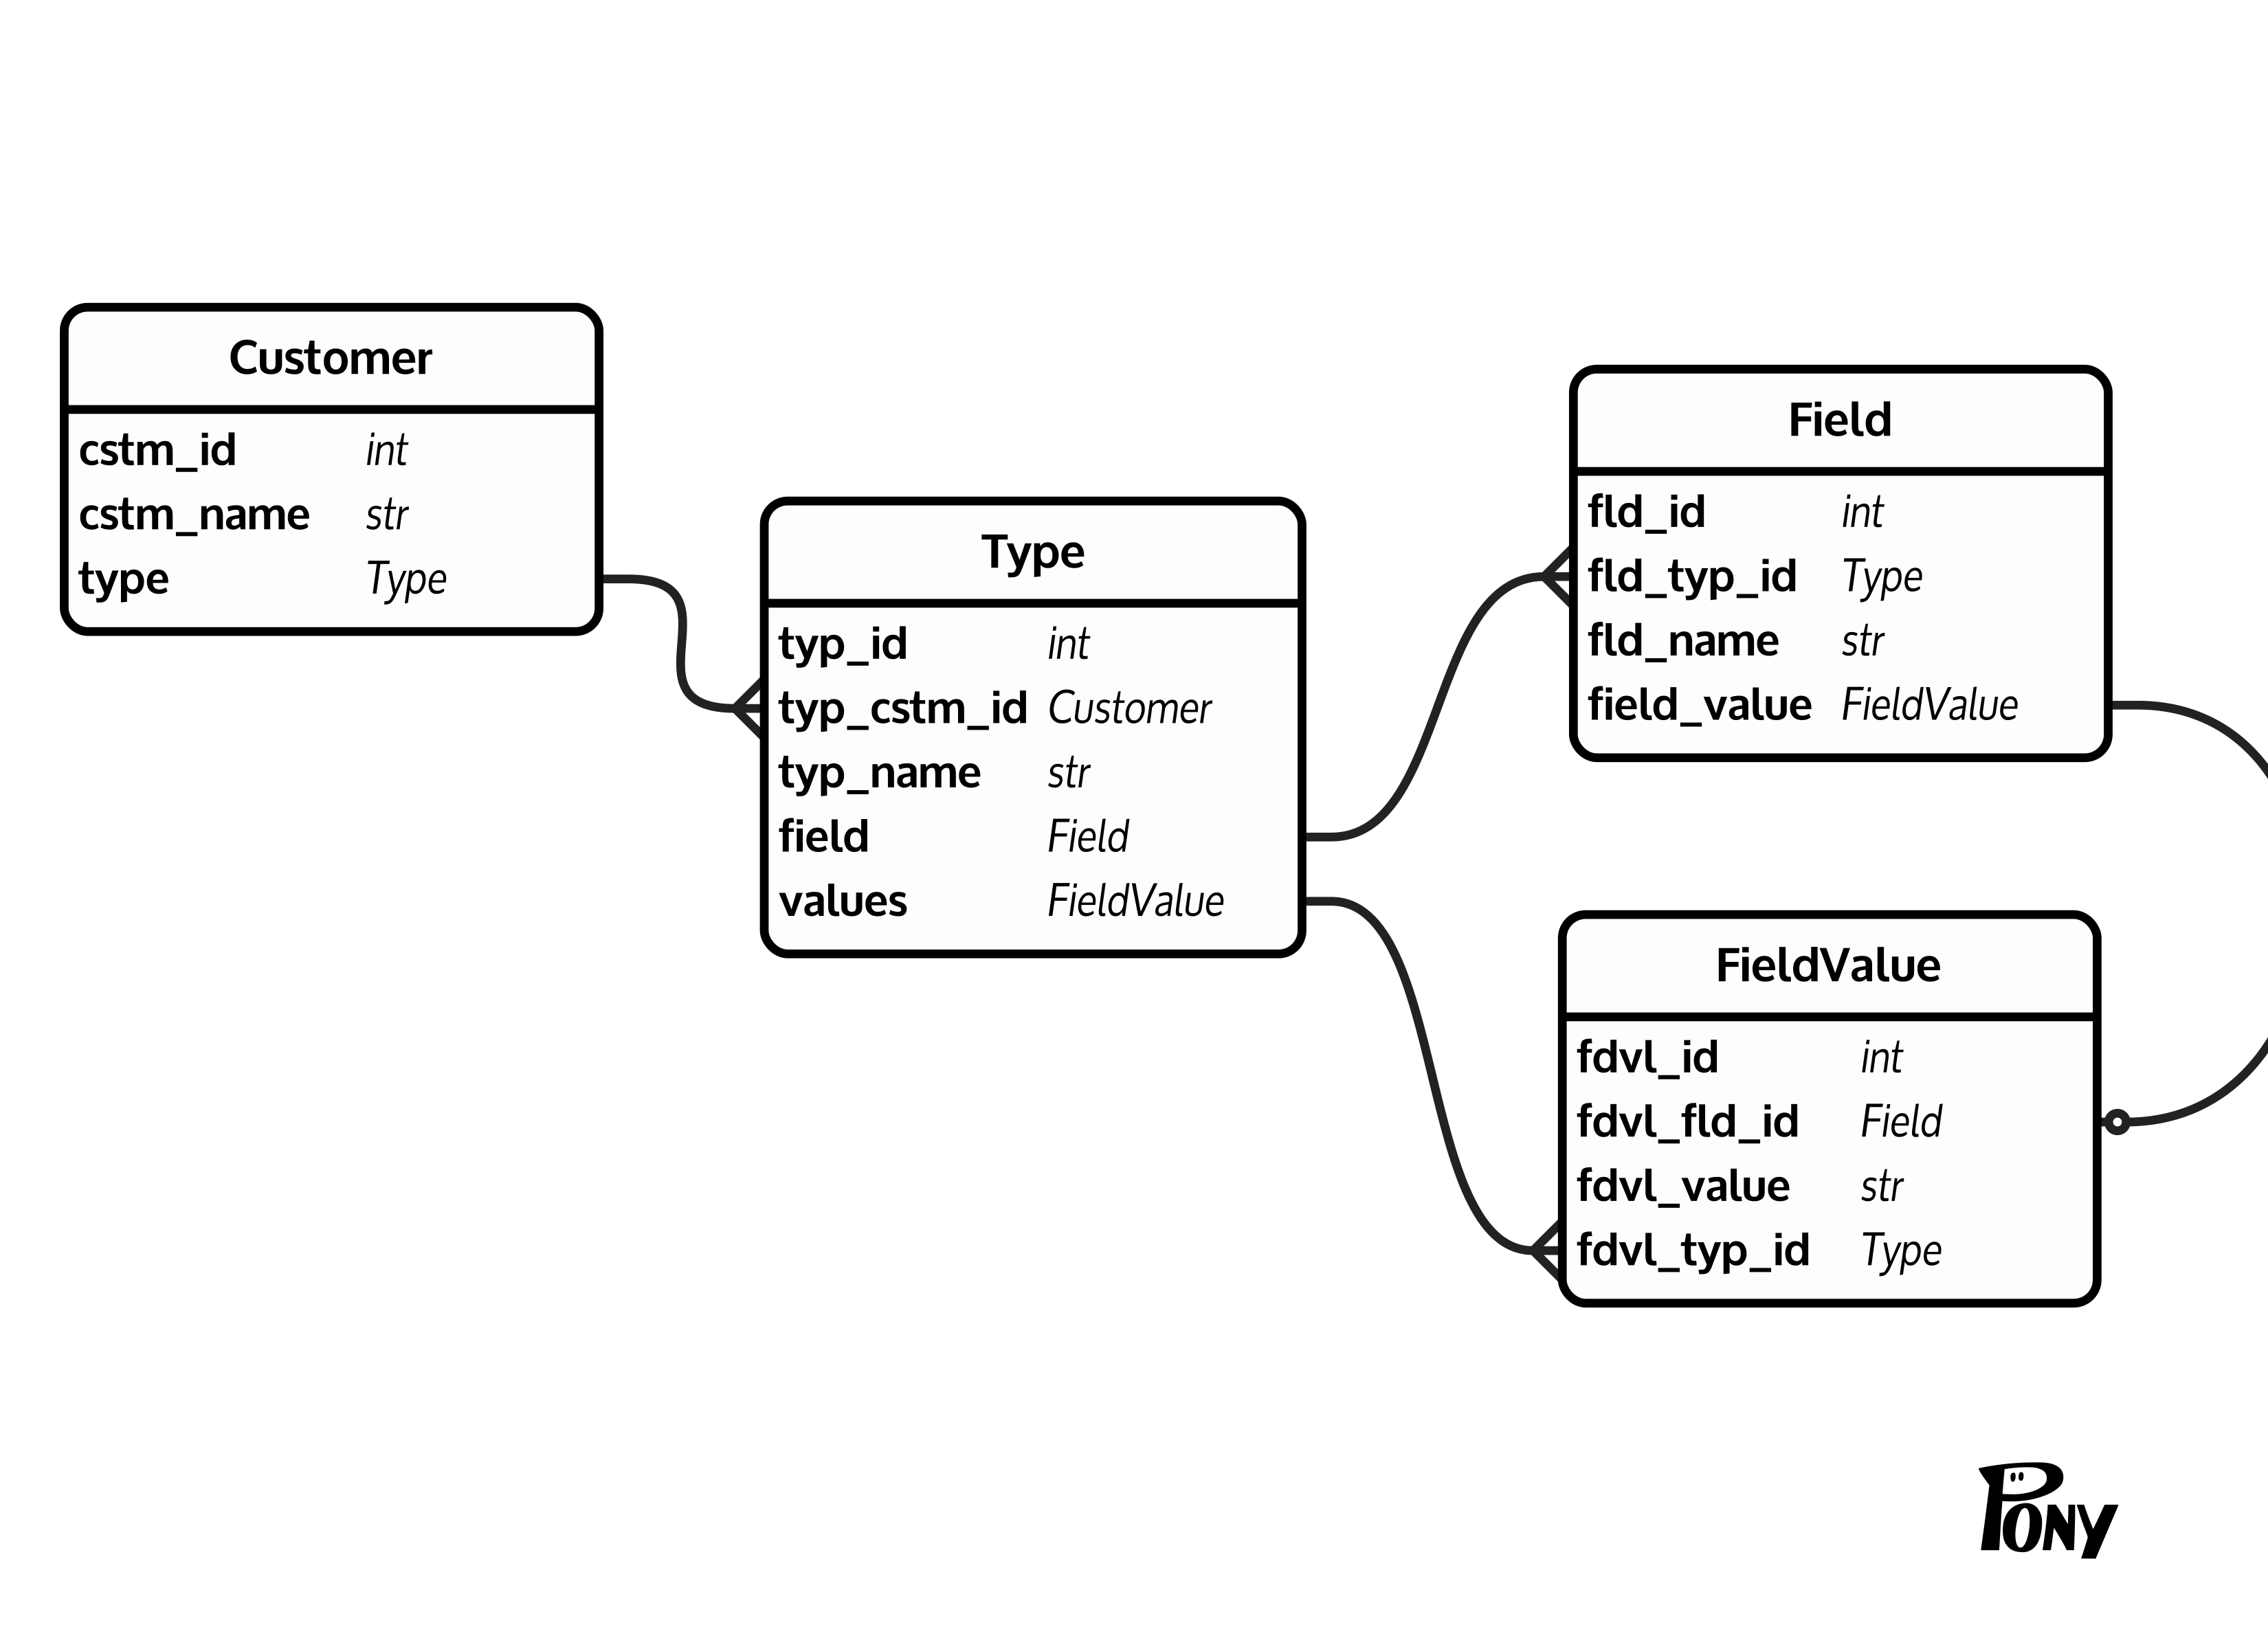 Customer
cstm_id int
cstm_name str
type Type
Type
typ_id int
typ_cstm_id Customer
typ_name str
field Field
values FieldValue
Field
fld_id int
fld_typ_id Type
fld_name str
field_value FieldValue
FieldValue
fdvl_id int
fdvl_fld_id Field
fdvl_value str
fdvl_typ_id Type
PONY